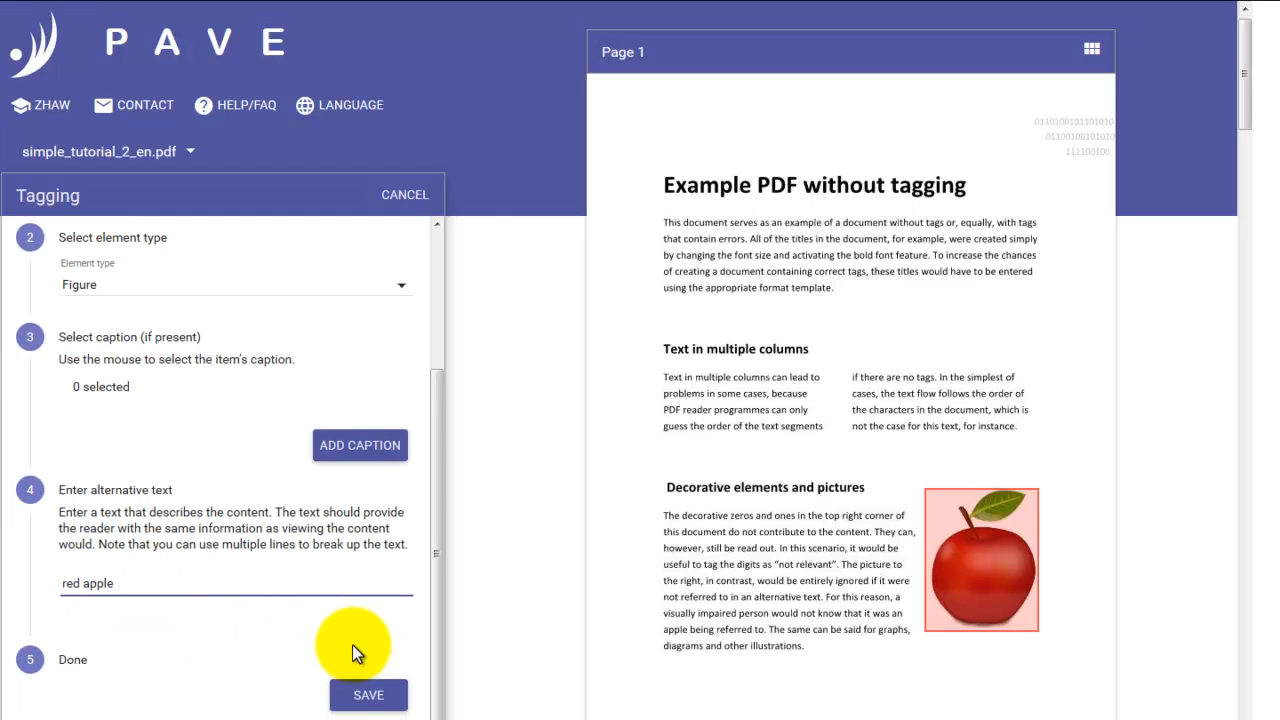 P A V E
ZHAW CONTACT HELP/FAQ LANGUAGE
simple_tutorial_2_en.pdf
Tagging CANCEL
2 Select element type
Element type
Figure
3 Select caption (if present)
Use the mouse to select the item's caption.
0 selected
ADD CAPTION
4 Enter alternative text
Enter a text that describes the content. The text should provide
the reader with the same information as viewing the content
would. Note that you can use multiple lines to break up the text.
red apple
5 Done
SAVE
Page 1
0110100101101010
01100100101010
111100100
Example PDF without tagging
This document serves as an example of a document without tags or, equally, with tags
that contain errors. All of the titles in the document, for example, were created simply
by changing the font size and activating the bold font feature. To increase the chances
of creating a document containing correct tags, these titles would have to be entered
using the appropriate format template.
Text in multiple columns
Text in multiple columns can lead to
problems in some cases, because
PDF reader programmes can only
guess the order of the text segments
if there are no tags. In the simplest of
cases, the text flow follows the order of
the characters in the document, which is
not the case for this text, for instance.
Decorative elements and pictures
The decorative zeros and ones in the top right corner of
this document do not contribute to the content. They can,
however, still be read out. In this scenario, it would be
useful to tag the digits as “not relevant”. The picture to
the right, in contrast, would be entirely ignored if it were
not referred to in an alternative text. For this reason, a
visually impaired person would not know that it was an
apple being referred to. The same can be said for graphs,
diagrams and other illustrations.